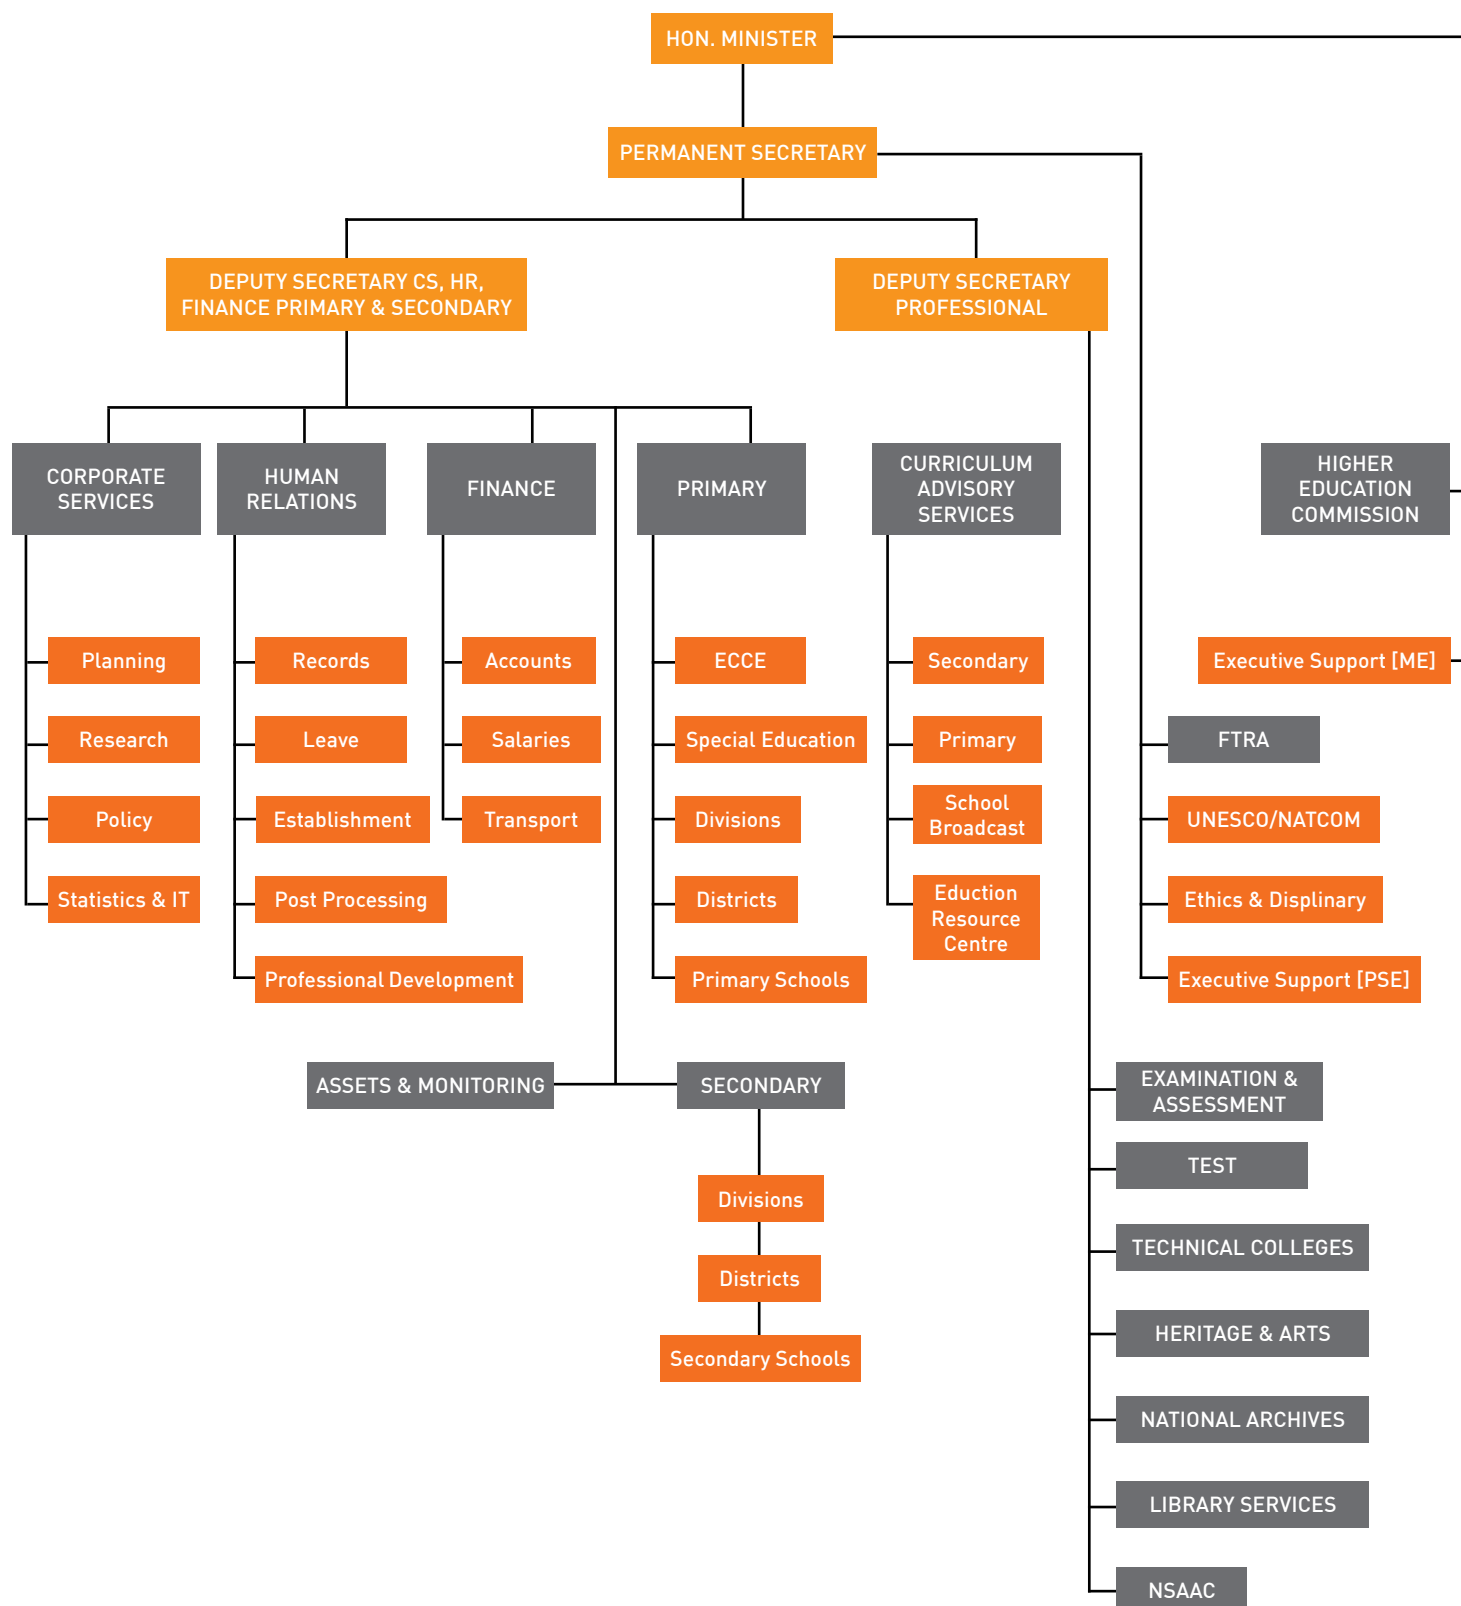 HON. MINISTER
PERMANENT SECRETARY
DEPUTY SECRETARY CS, HR,
FINANCE PRIMARY & SECONDARY
DEPUTY SECRETARY
PROFESSIONAL
CORPORATE
SERVICES
HUMAN
RELATIONS
FINANCE
PRIMARY
CURRICULUM
ADVISORY
SERVICES
HIGHER
EDUCATION
COMMISSION
Planning
Research
Policy
Statistics & IT
Records
Leave
Establishment
Post Processing
Professional Development
Accounts
Salaries
Transport
ECCE
Special Education
Divisions
Districts
Primary Schools
Secondary
Primary
School
Broadcast
Eduction
Resource
Centre
Executive Support [ME]
FTRA
UNESCO/NATCOM
Ethics & Displinary
Executive Support [PSE]
ASSETS & MONITORING
SECONDARY
Divisions
Districts
Secondary Schools
EXAMINATION &
ASSESSMENT
TEST
TECHNICAL COLLEGES
HERITAGE & ARTS
NATIONAL ARCHIVES
LIBRARY SERVICES
NSAAC